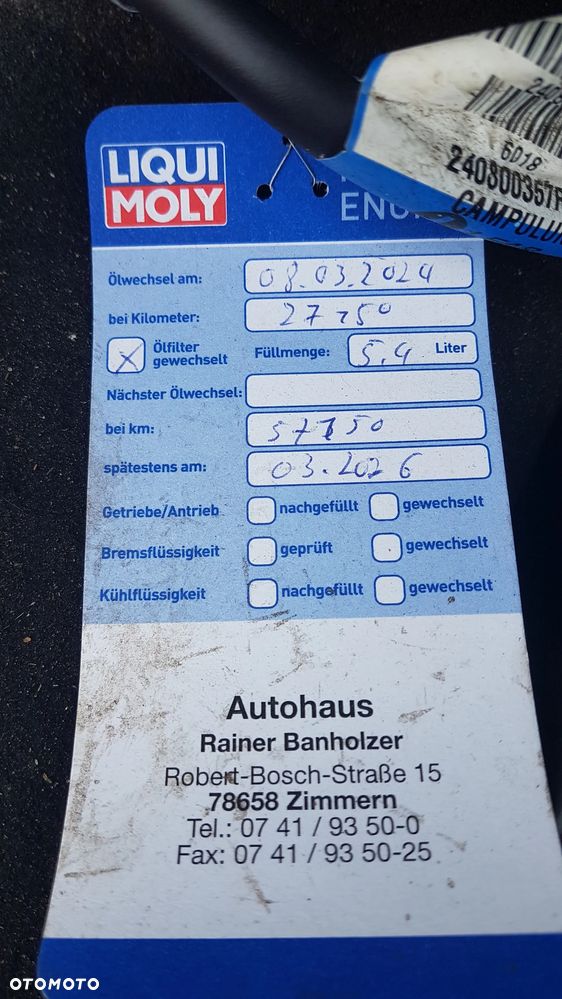 LIQUI
MOLY
ENG
Ölwechsel am: 08.03.2024
bei Kilometer: 27750
X Ölfilter gewechselt Füllmenge: 5.4 Liter
Nächster Ölwechsel:
bei km: 57750
spätestens am: 03.2026
Getriebe/Antrieb nachgefüllt gewechselt
Bremsflüssigkeit geprüft gewechselt
Kühlflüssigkeit nachgefüllt gewechselt
Autohaus
Rainer Banholzer
Robert-Bosch-Straße 15
78658 Zimmern
Tel.: 07 41 / 93 50-0
Fax: 07 41 / 93 50-25
6D18
240800357
CAMPULU
OTOMOTO